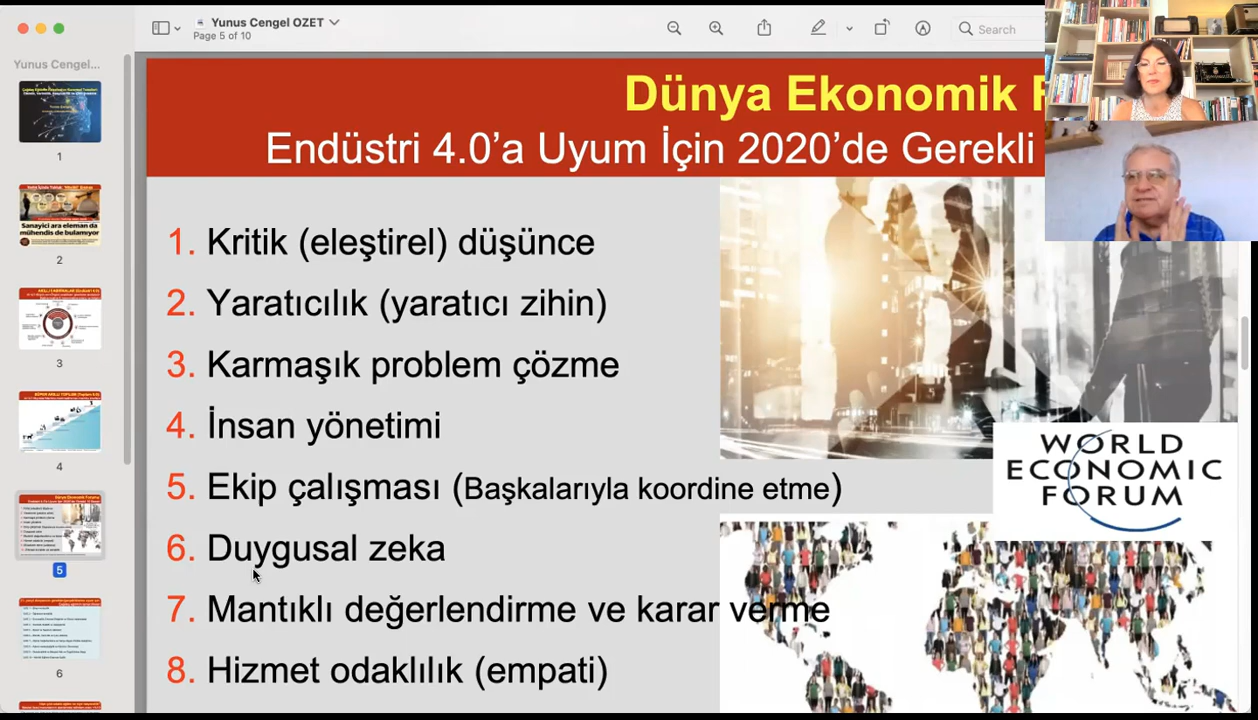 Yunus Cengel OZET
Page 5 of 10
Search
Yunus Cengel...
1
2
3
4
5
6
Sanayici ara eleman da
mühendis de bulamıyor
Dünya Ekonomik
Endüstri 4.0’a Uyum İçin 2020’de Gerekli
1. Kritik (eleştirel) düşünce
2. Yaratıcılık (yaratıcı zihin)
3. Karmaşık problem çözme
4. İnsan yönetimi
5. Ekip çalışması (Başkalarıyla koordine etme)
6. Duygusal zeka
7. Mantıklı değerlendirme ve karar verme
8. Hizmet odaklılık (empati)
WORLD
ECONOMIC
FORUM